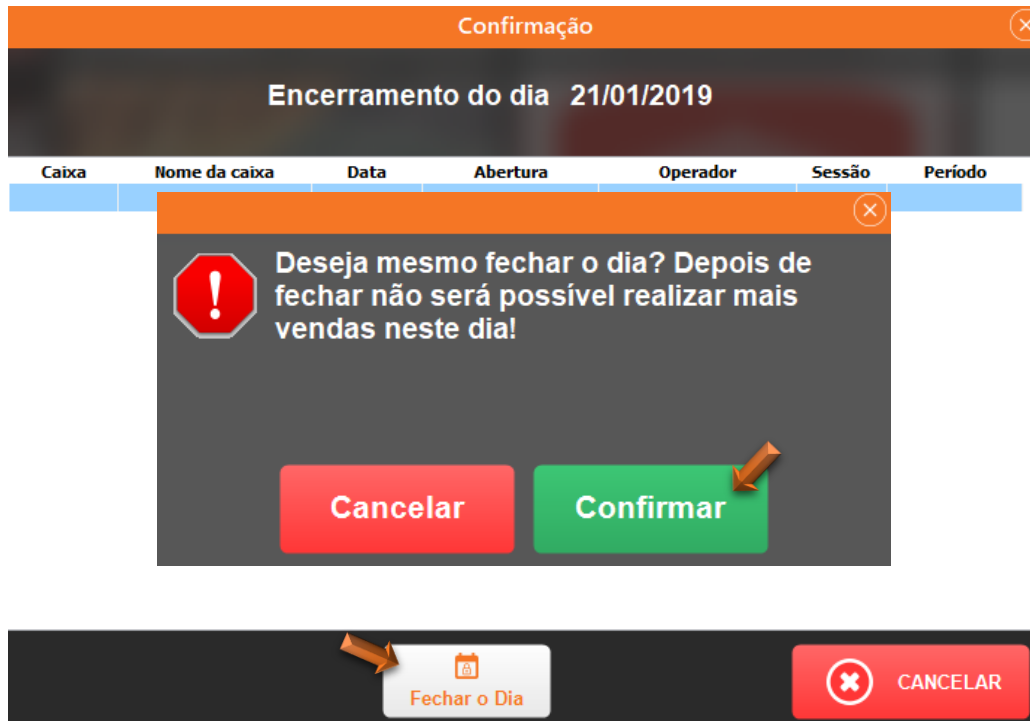 Confirmação
Encerramento do dia 21/01/2019
Caixa Nome da caixa Data Abertura Operador Sessão Período
Deseja mesmo fechar o dia? Depois de
fechar não será possível realizar mais
vendas neste dia!
Cancelar Confirmar
Fechar o Dia CANCELAR